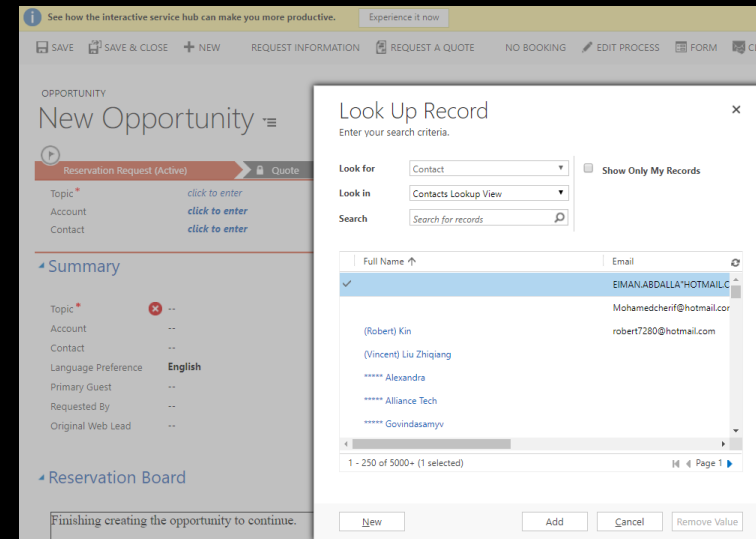 See how the interactive service hub can make you more productive. Experience it now
SAVE SAVE & CLOSE NEW REQUEST INFORMATION REQUEST A QUOTE NO BOOKING EDIT PROCESS FORM
OPPORTUNITY
New Opportunity
Reservation Request (Active) Quote
Topic * click to enter
Account click to enter
Contact click to enter
Summary
Topic * --
Account --
Contact --
Language Preference English
Primary Guest --
Requested By --
Original Web Lead --
Reservation Board
Finishing creating the opportunity to continue.
Look Up Record
Enter your search criteria.
Look for Contact Show Only My Records
Look in Contacts Lookup View
Search Search for records
Full Name Email
EIMAN.ABDALLA"HOTMAIL.C
Mohamedcherif@hotmail.cor
(Robert) Kin robert7280@hotmail.com
(Vincent) Liu Zhiqiang
***** Alexandra
***** Alliance Tech
***** Govindasamyv
1 - 250 of 5000+ (1 selected) Page 1
New Add Cancel Remove Value